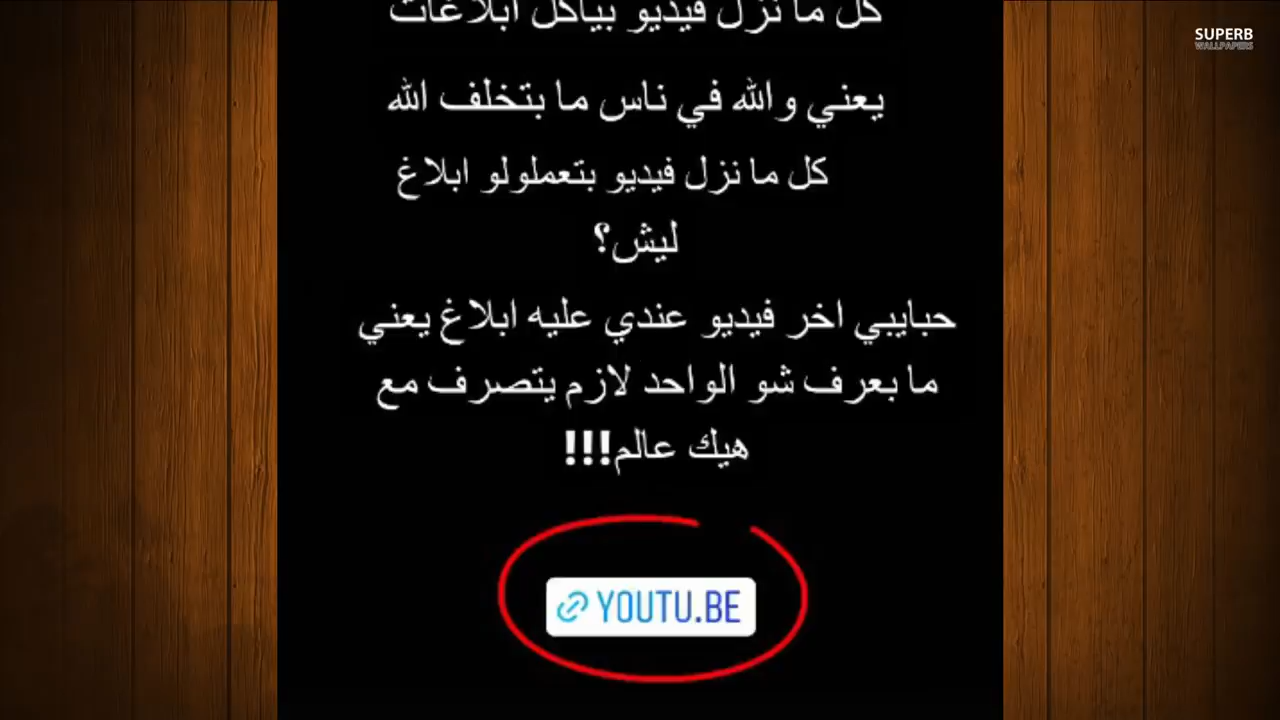 كل ما نزل فيديو بياكل ابلاغات
يعني والله في ناس ما بتخلف الله
كل ما نزل فيديو بتعملولو ابلاغ
ليش؟
حبايبي اخر فيديو عندي عليه ابلاغ يعني
ما بعرف شو الواحد لازم يتصرف مع
هيك عالم!!!
YOUTU.BE
SUPERB
WALLPAPERS